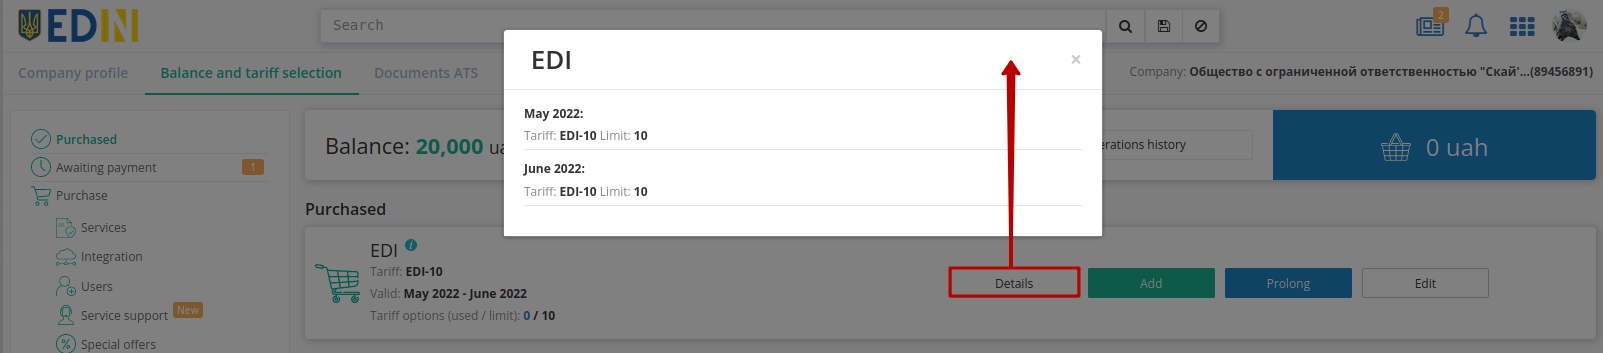 EDIN
Search
2
Company profile
Balance and tariff selection
Documents ATS
Company: Общество с ограниченной ответственностью "Скай'...(89456891)
EDI
×
May 2022:
Tariff: EDI-10 Limit: 10
June 2022:
Tariff: EDI-10 Limit: 10
Purchased
Awaiting payment 1
Purchase
Services
Integration
Users
Service support New
Special offers
Balance: 20,000 ua
erations history
0 uah
Purchased
EDI i
Tariff: EDI-10
Valid: May 2022 - June 2022
Tariff options (used / limit): 0 / 10
Details
Add
Prolong
Edit